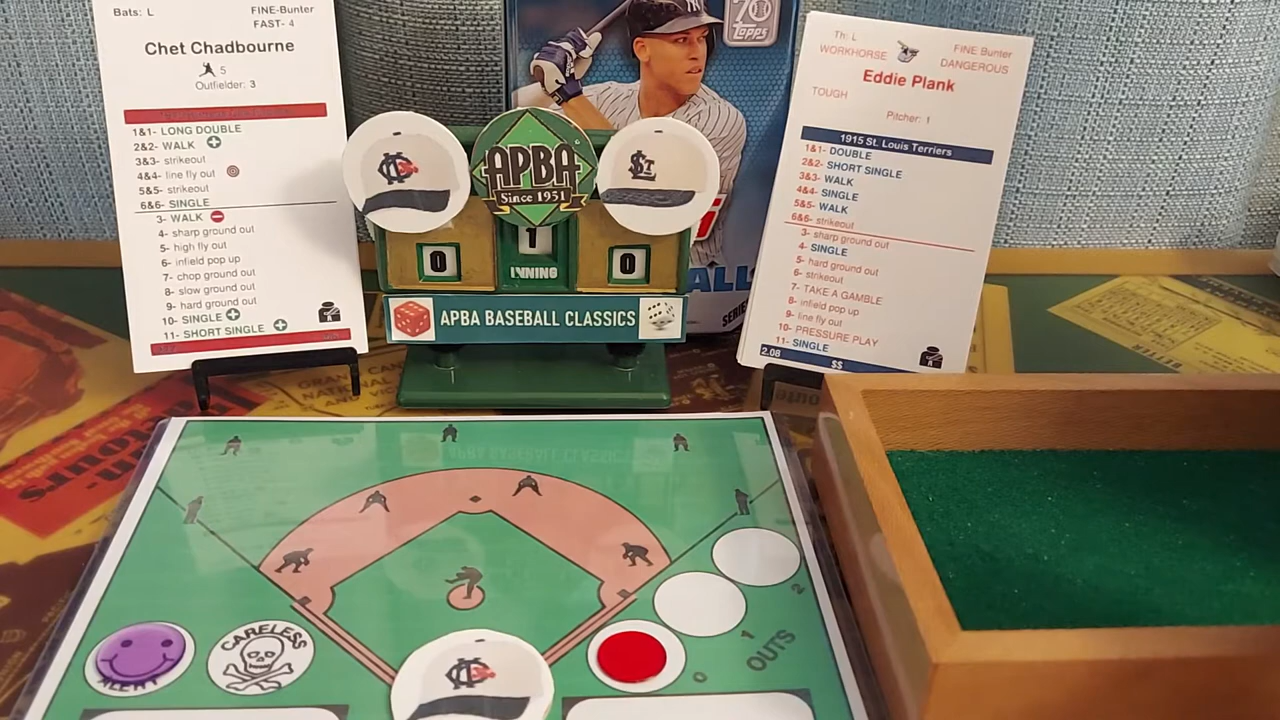 Bats: L
FINE-Bunter
FAST- 4
Chet Chadbourne
5
Outfielder: 3
1&1- LONG DOUBLE
2&2- WALK
3&3- strikeout
4&4- line fly out
5&5- strikeout
6&6- SINGLE
3- WALK
4- sharp ground out
5- high fly out
6- infield pop up
7- chop ground out
8- slow ground out
9- hard ground out
10- SINGLE
11- SHORT SINGLE
NY
70
Topps
SERIES
APBA
Since 1951
0
1
INNING
0
APBA BASEBALL CLASSICS
Th: L
WORKHORSE
FINE Bunter
DANGEROUS
Eddie Plank
TOUGH
Pitcher: 1
1915 St. Louis Terriers
1&1- DOUBLE
2&2- SHORT SINGLE
3&3- WALK
4&4- SINGLE
5&5- WALK
6&6- strikeout
3- sharp ground out
4- SINGLE
5- hard ground out
6- strikeout
7- TAKE A GAMBLE
8- infield pop up
9- line fly out
10- PRESSURE PLAY
11- SINGLE
2.08
$$
ALERT
CARELESS
0
1
2
OUTS